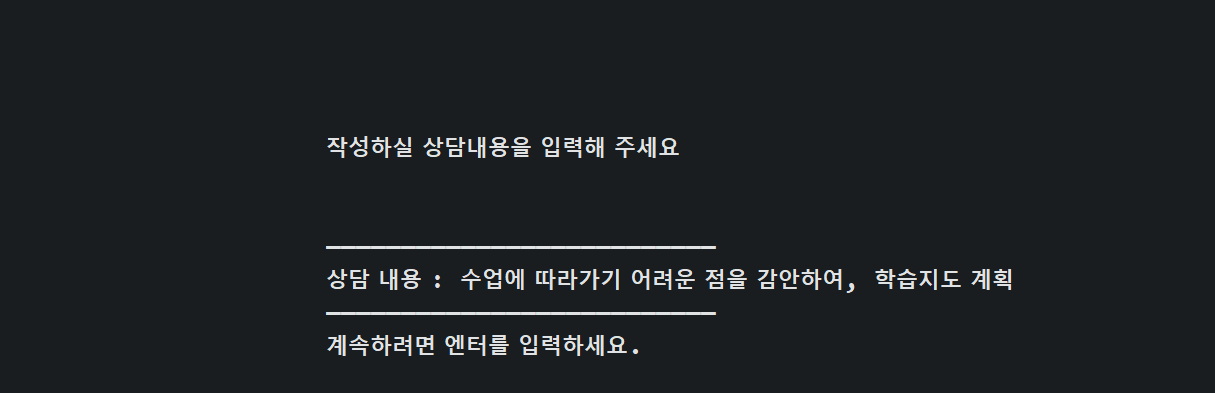 작성하실 상담내용을 입력해 주세요
상담 내용 : 수업에 따라가기 어려운 점을 감안하여, 학습지도 계획
계속하려면 엔터를 입력하세요.